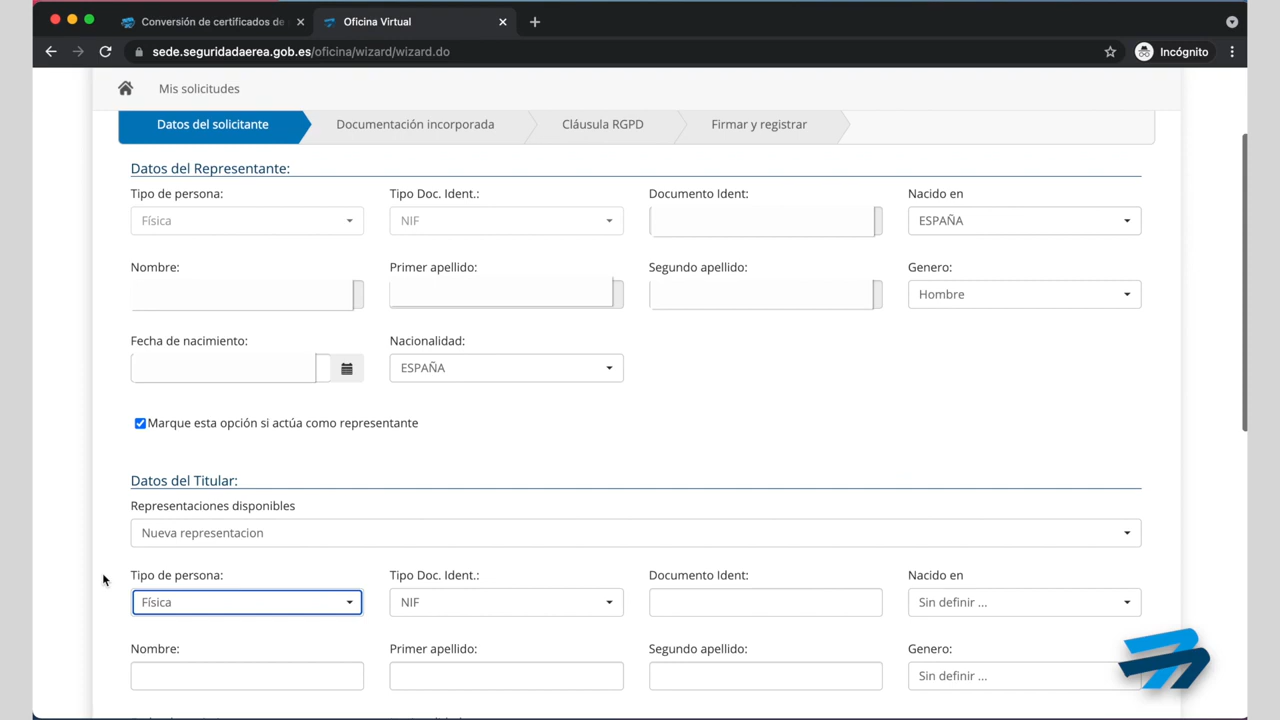 Conversión de certificados de
Oficina Virtual
sede.seguridadaerea.gob.es/oficina/wizard/wizard.do
Incógnito
Mis solicitudes
Datos del solicitante
Documentación incorporada
Cláusula RGPD
Firmar y registrar
Datos del Representante:
Tipo de persona: Tipo Doc. Ident.: Documento Ident: Nacido en
Física NIF ESPAÑA
Nombre: Primer apellido: Segundo apellido: Genero:
Hombre
Fecha de nacimiento: Nacionalidad:
ESPAÑA
Marque esta opción si actúa como representante
Datos del Titular:
Representaciones disponibles
Nueva representacion
Tipo de persona: Tipo Doc. Ident.: Documento Ident: Nacido en
Física NIF Sin definir ...
Nombre: Primer apellido: Segundo apellido: Genero:
Sin definir ...